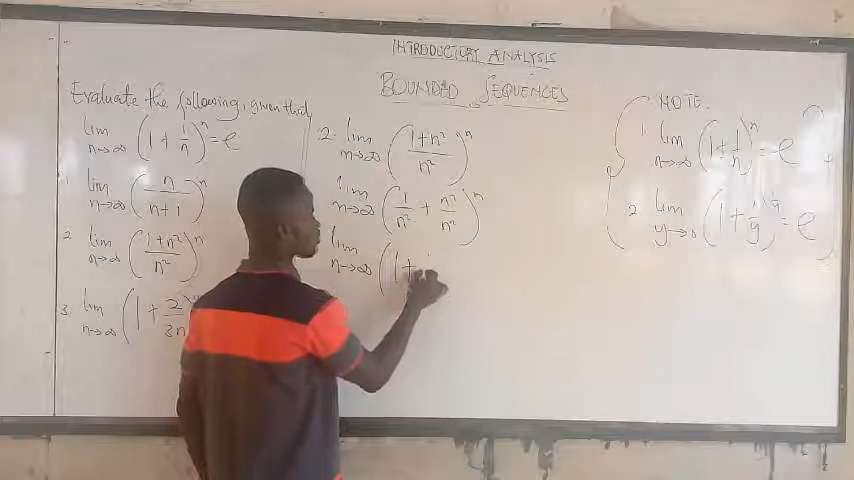 INTRODUCTORY ANALYSIS
BOUNDED SEQUENCES
Evaluate the following, given that
lim n→∞ (1 + 1/n)^n = e
1. lim n→∞ (n/(n+1))^n
2. lim n→∞ ((1+n²)/n²)^n
3. lim n→∞ (1 + 2/3n
2. lim n→∞ ((1+n²)/n²)^n
lim n→∞ (1/n² + n²/n²)^n
lim n→∞ (1 +
NOTE.
1. lim n→∞ (1 + 1/n)^n = e
2. lim y→∞ (1 + 1/y)^y = e